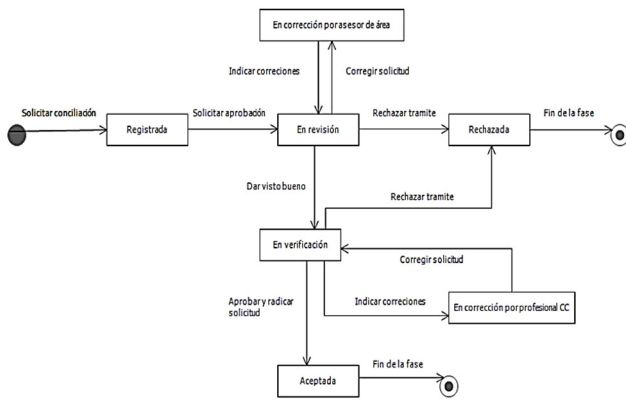 En corrección por asesor de área
Indicar correciones
Corregir solicitud
Solicitar conciliación
Registrada
Solicitar aprobación
En revisión
Rechazar tramite
Rechazada
Fin de la fase
Dar visto bueno
Rechazar tramite
En verificación
Corregir solicitud
Aprobar y radicar
solicitud
Indicar correciones
En corrección por profesional CC
Aceptada
Fin de la fase